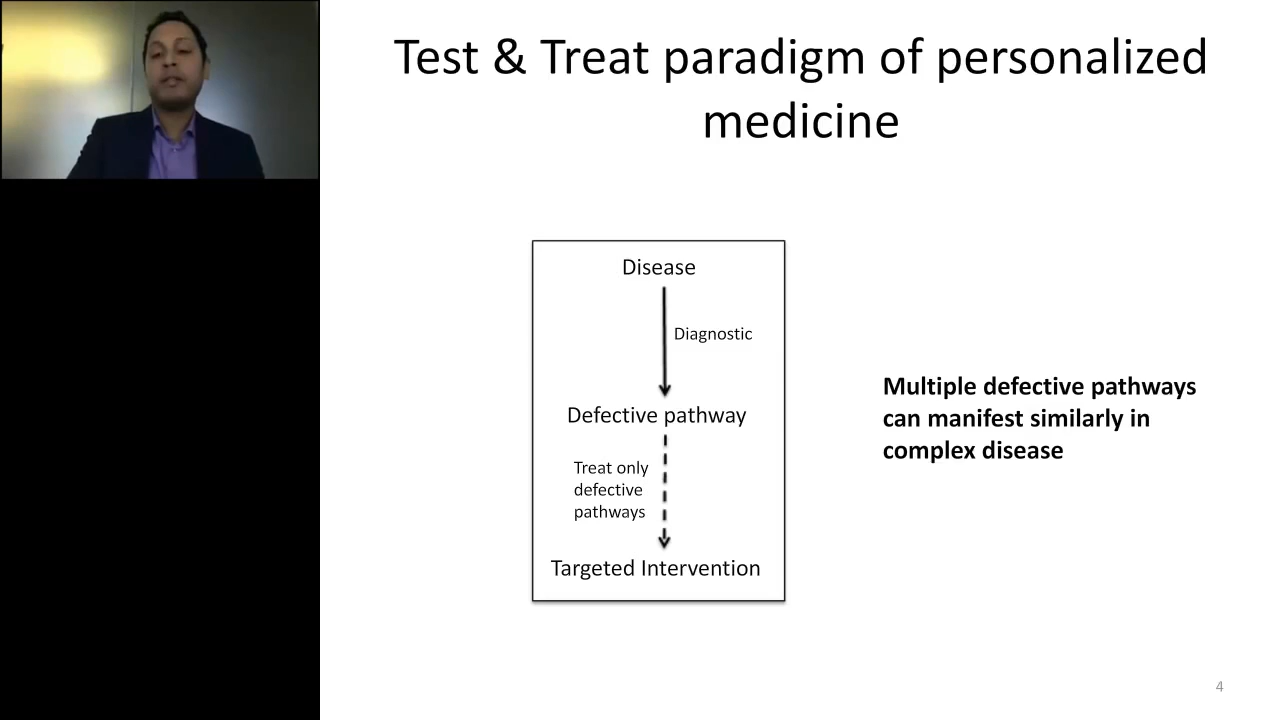 Test & Treat paradigm of personalized
medicine
Disease
Diagnostic
Defective pathway
Treat only
defective
pathways
Targeted Intervention
Multiple defective pathways
can manifest similarly in
complex disease
4